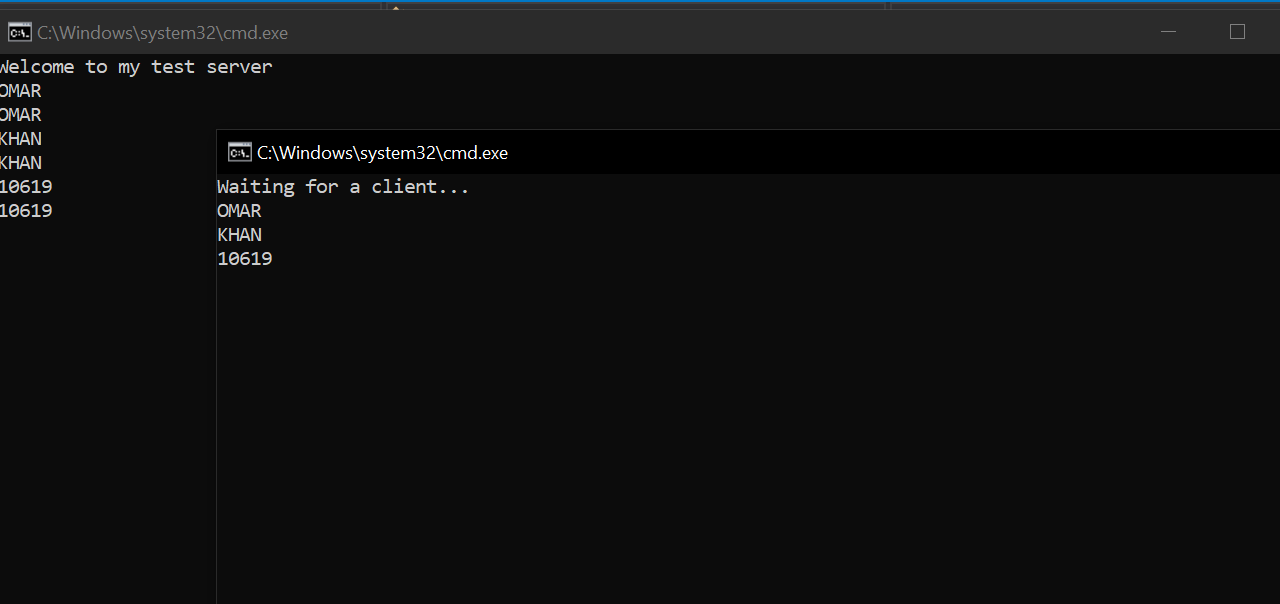 C:\Windows\system32\cmd.exe
Welcome to my test server
OMAR
OMAR
KHAN
KHAN
10619
10619
C:\Windows\system32\cmd.exe
Waiting for a client...
OMAR
KHAN
10619